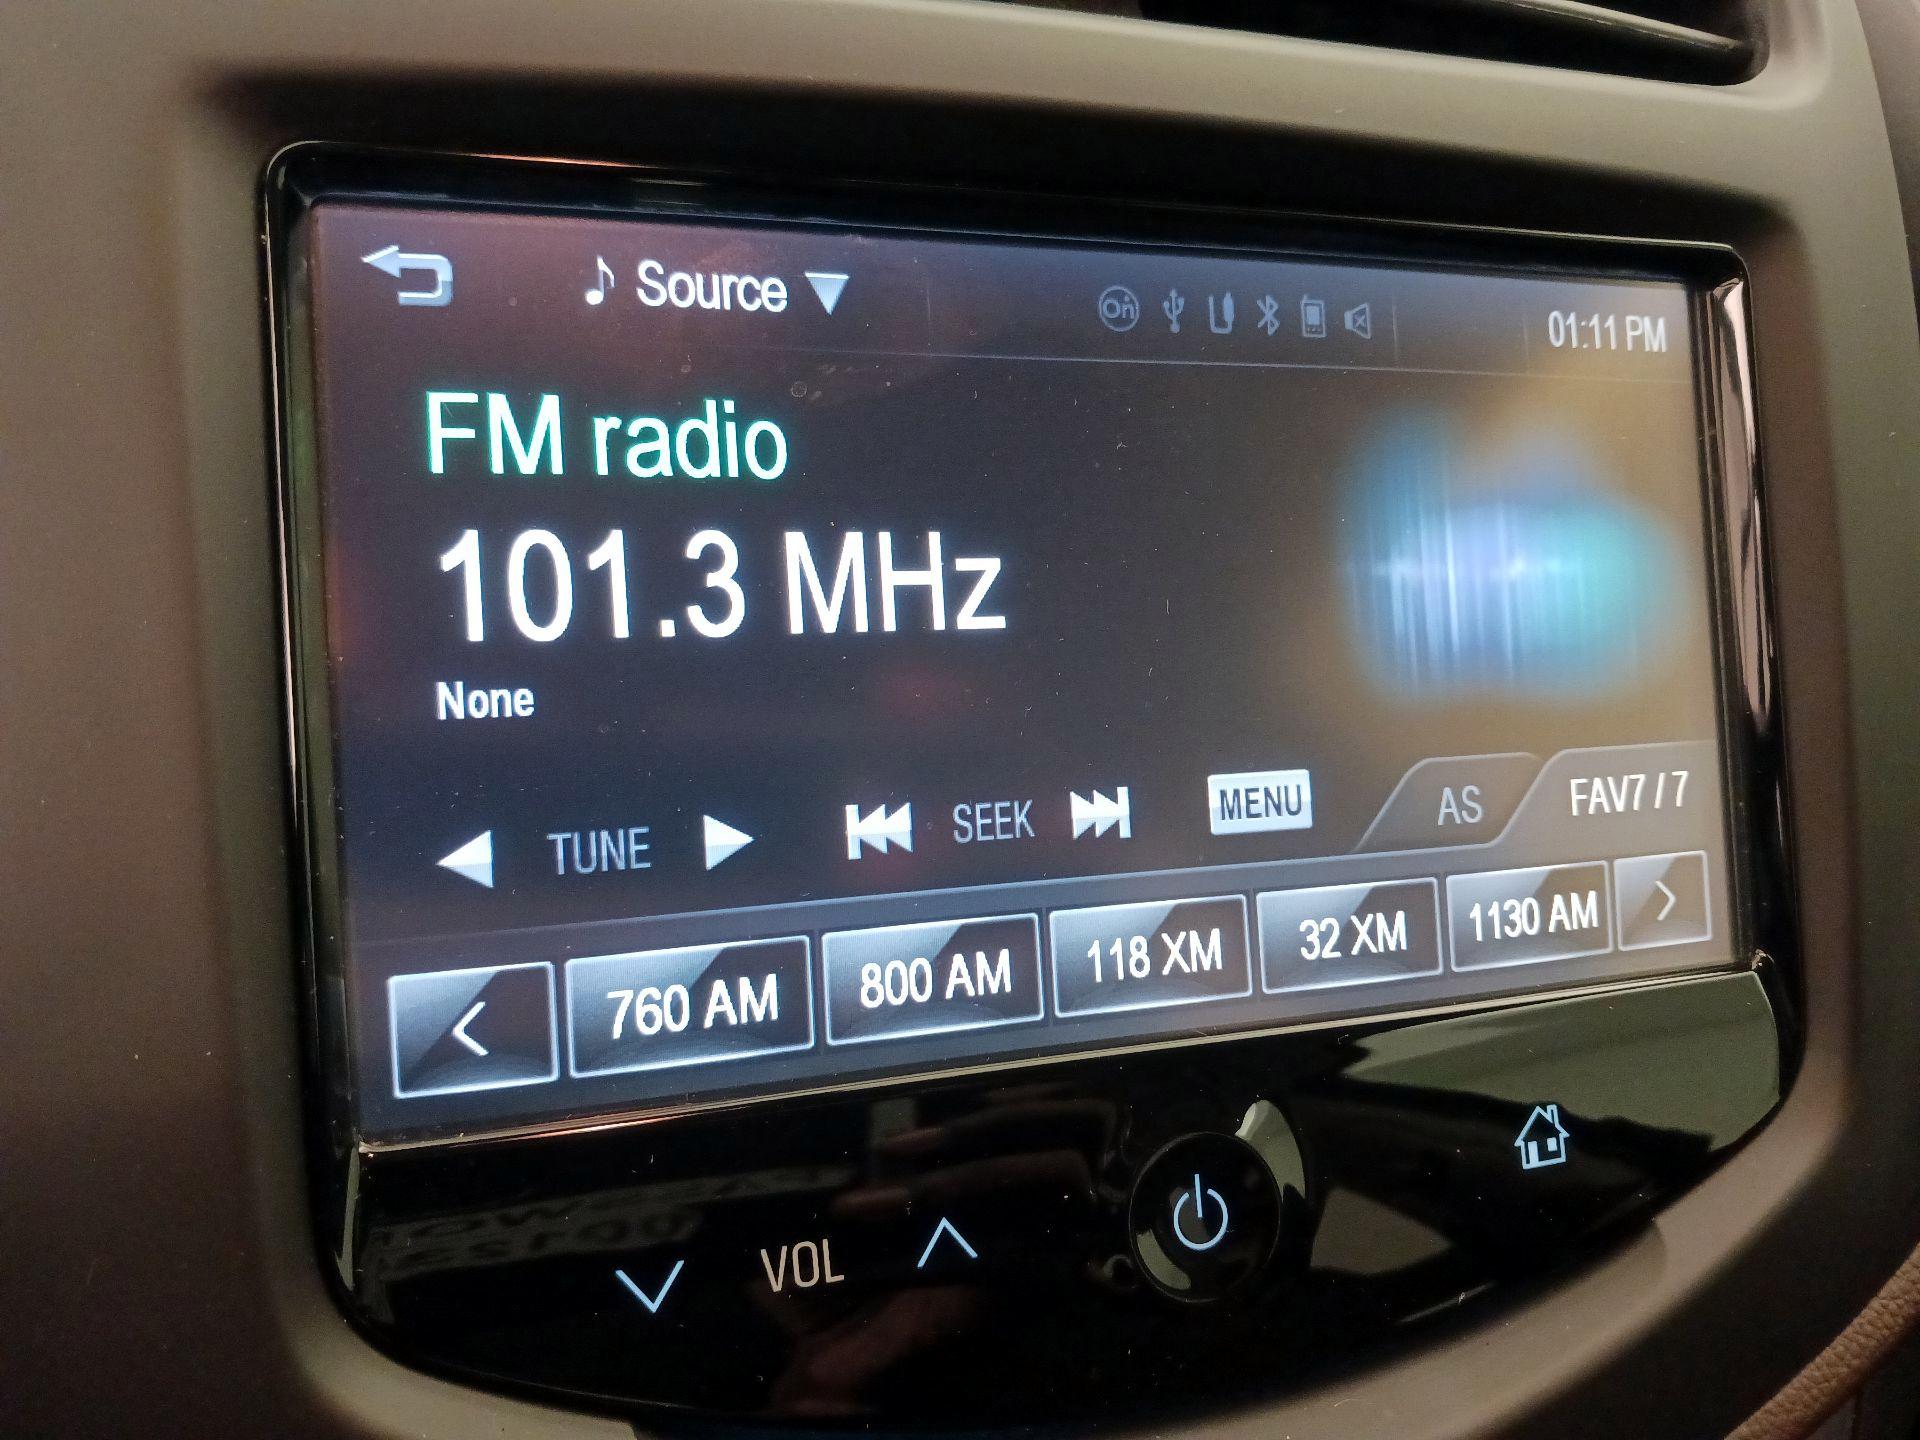 Source
On
01:11 PM
FM radio
101.3 MHz
None
TUNE
SEEK
MENU
AS
FAV7 / 7
760 AM
800 AM
118 XM
32 XM
1130 AM
VOL